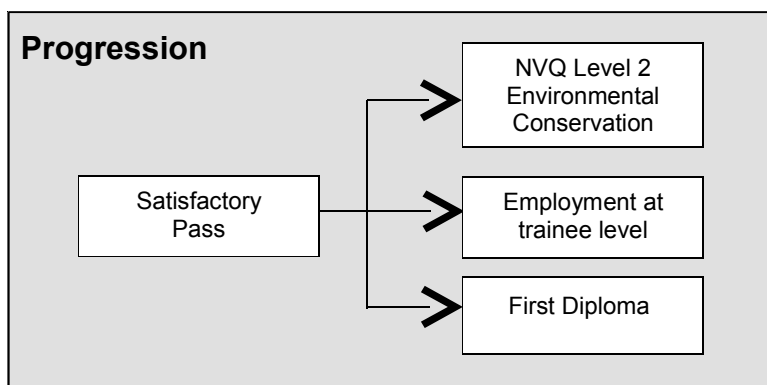 Progression
NVQ Level 2
Environmental
Conservation
Satisfactory
Pass
Employment at
trainee level
First Diploma